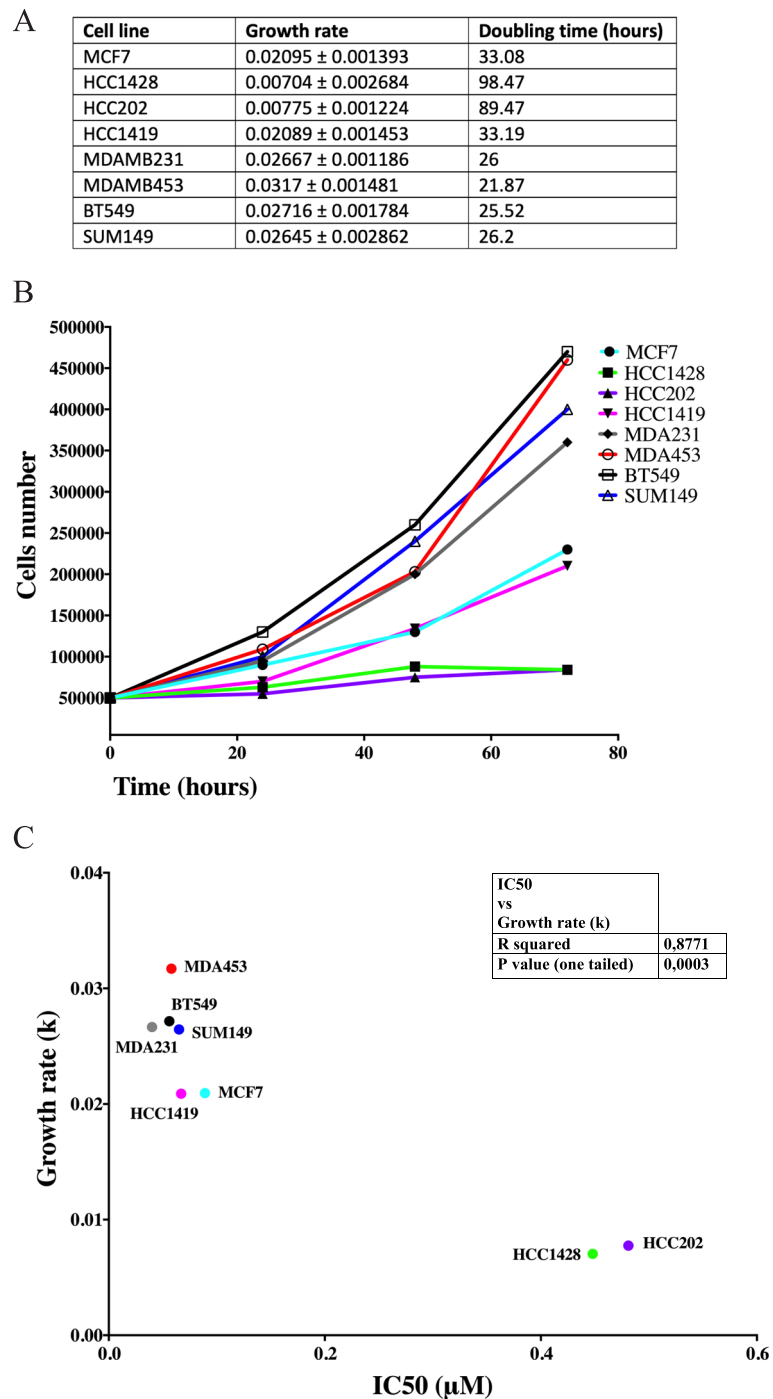 A
Cell line Growth rate Doubling time (hours)
MCF7 0.02095 ± 0.001393 33.08
HCC1428 0.00704 ± 0.002684 98.47
HCC202 0.00775 ± 0.001224 89.47
HCC1419 0.02089 ± 0.001453 33.19
MDAMB231 0.02667 ± 0.001186 26
MDAMB453 0.0317 ± 0.001481 21.87
BT549 0.02716 ± 0.001784 25.52
SUM149 0.02645 ± 0.002862 26.2
B
500000
450000
400000
350000
300000
250000
200000
150000
100000
50000
Cells number
0 20 40 60 80
Time (hours)
MCF7
HCC1428
HCC202
HCC1419
MDA231
MDA453
BT549
SUM149
C
0.04
0.03
0.02
0.01
0.00
Growth rate (k)
IC50
vs
Growth rate (k)
R squared 0,8771
P value (one tailed) 0,0003
MDA453
BT549
SUM149
MDA231
MCF7
HCC1419
HCC202
HCC1428
0.0 0.2 0.4 0.6
IC50 (μM)